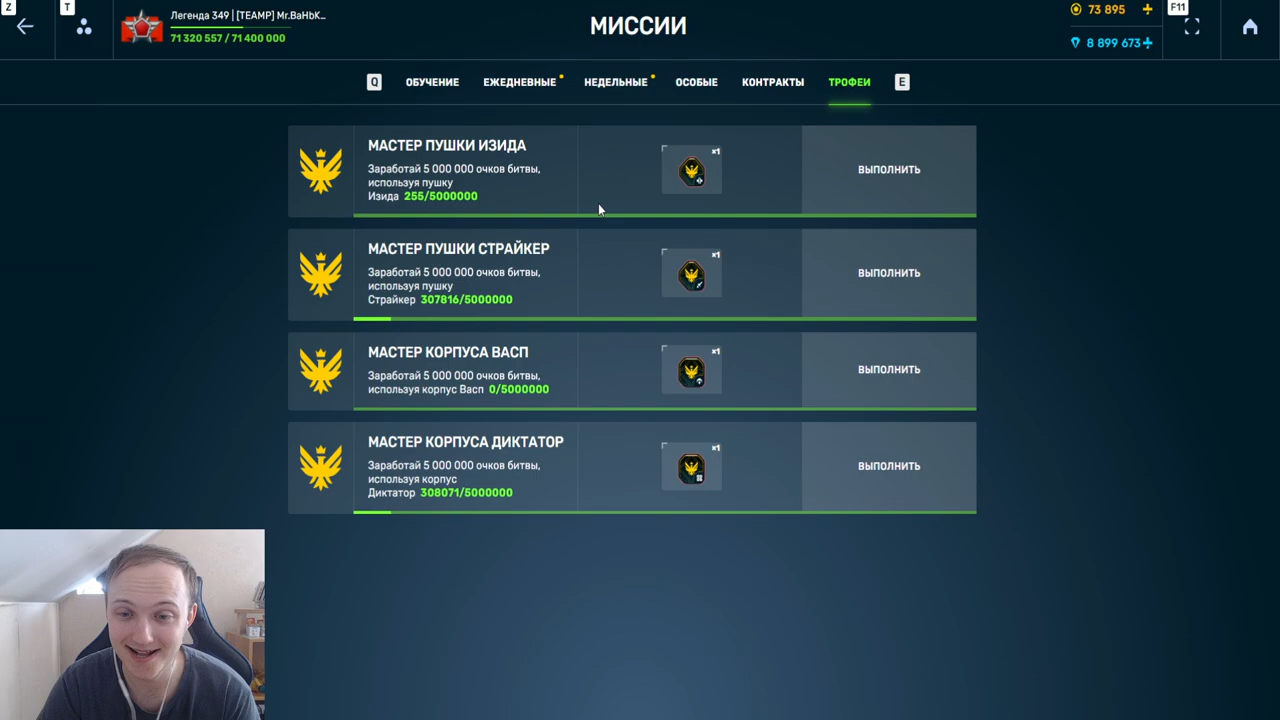 Z
T
Легенда 349 | [TEAMP] Mr.BaHbK...
71 320 557 / 71 400 000
МИССИИ
73 895
F11
8 899 673
Q
ОБУЧЕНИЕ
ЕЖЕДНЕВНЫЕ
НЕДЕЛЬНЫЕ
ОСОБЫЕ
КОНТРАКТЫ
ТРОФЕИ
E
МАСТЕР ПУШКИ ИЗИДА
Заработай 5 000 000 очков битвы,
используя пушку
Изида 255/5000000
×1
ВЫПОЛНИТЬ
МАСТЕР ПУШКИ СТРАЙКЕР
Заработай 5 000 000 очков битвы,
используя пушку
Страйкер 307816/5000000
×1
ВЫПОЛНИТЬ
МАСТЕР КОРПУСА ВАСП
Заработай 5 000 000 очков битвы,
используя корпус Васп 0/5000000
×1
ВЫПОЛНИТЬ
МАСТЕР КОРПУСА ДИКТАТОР
Заработай 5 000 000 очков битвы,
используя корпус
Диктатор 308071/5000000
×1
ВЫПОЛНИТЬ